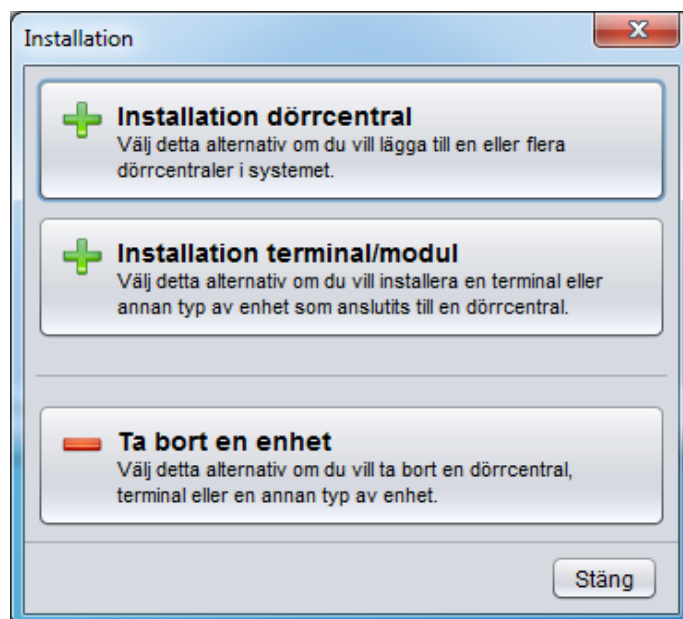 Installation
Installation dörrcentral
Välj detta alternativ om du vill lägga till en eller flera
dörrcentraler i systemet.
Installation terminal/modul
Välj detta alternativ om du vill installera en terminal eller
annan typ av enhet som anslutits till en dörrcentral.
Ta bort en enhet
Välj detta alternativ om du vill ta bort en dörrcentral,
terminal eller en annan typ av enhet.
Stäng